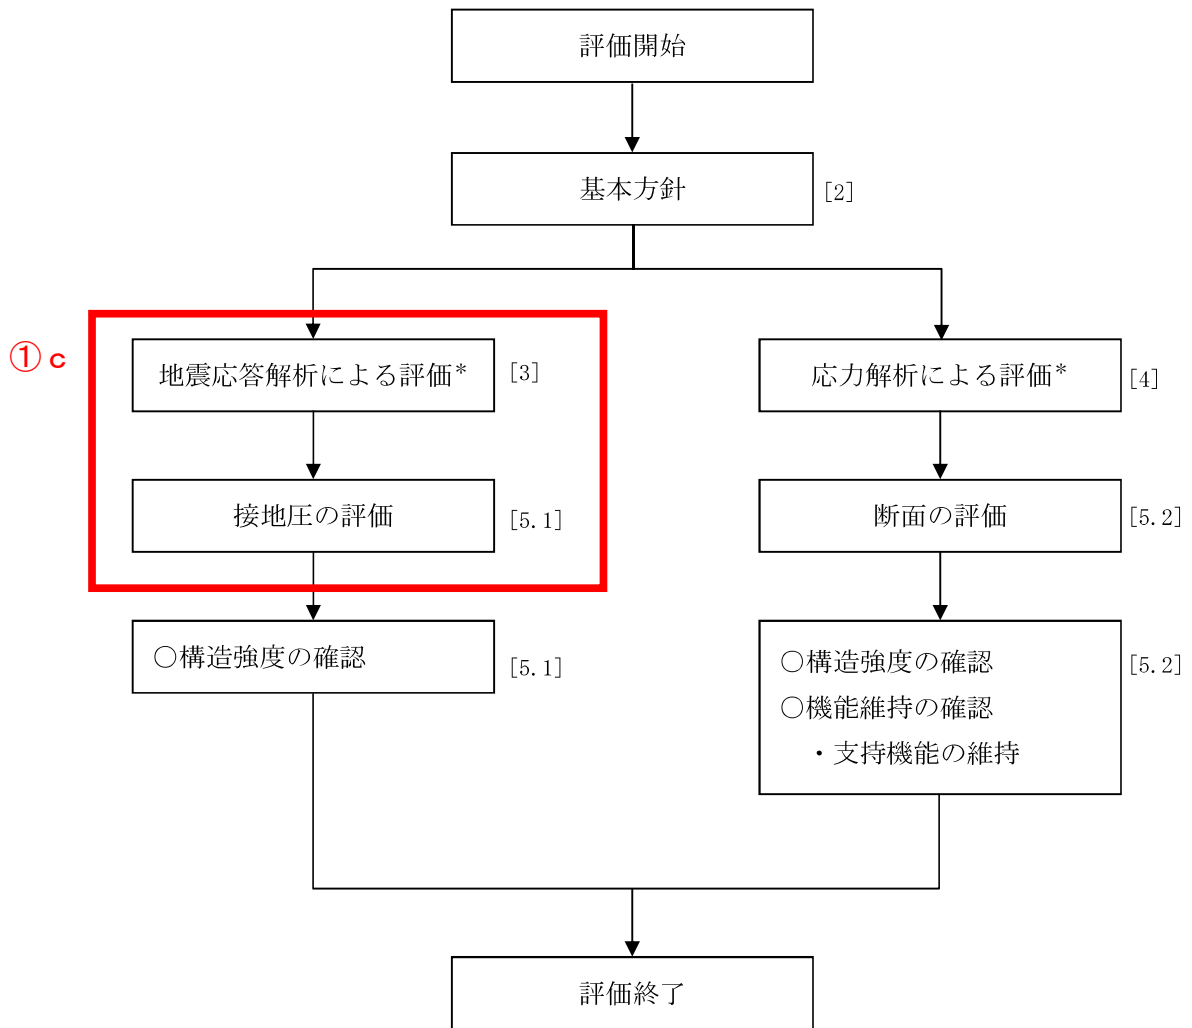 評価開始
基本方針
[2]
① c
地震応答解析による評価*
[3]
接地圧の評価
[5.1]
○構造強度の確認
[5.1]
応力解析による評価*
[4]
断面の評価
[5.2]
○構造強度の確認
○機能維持の確認
・支持機能の維持
[5.2]
評価終了